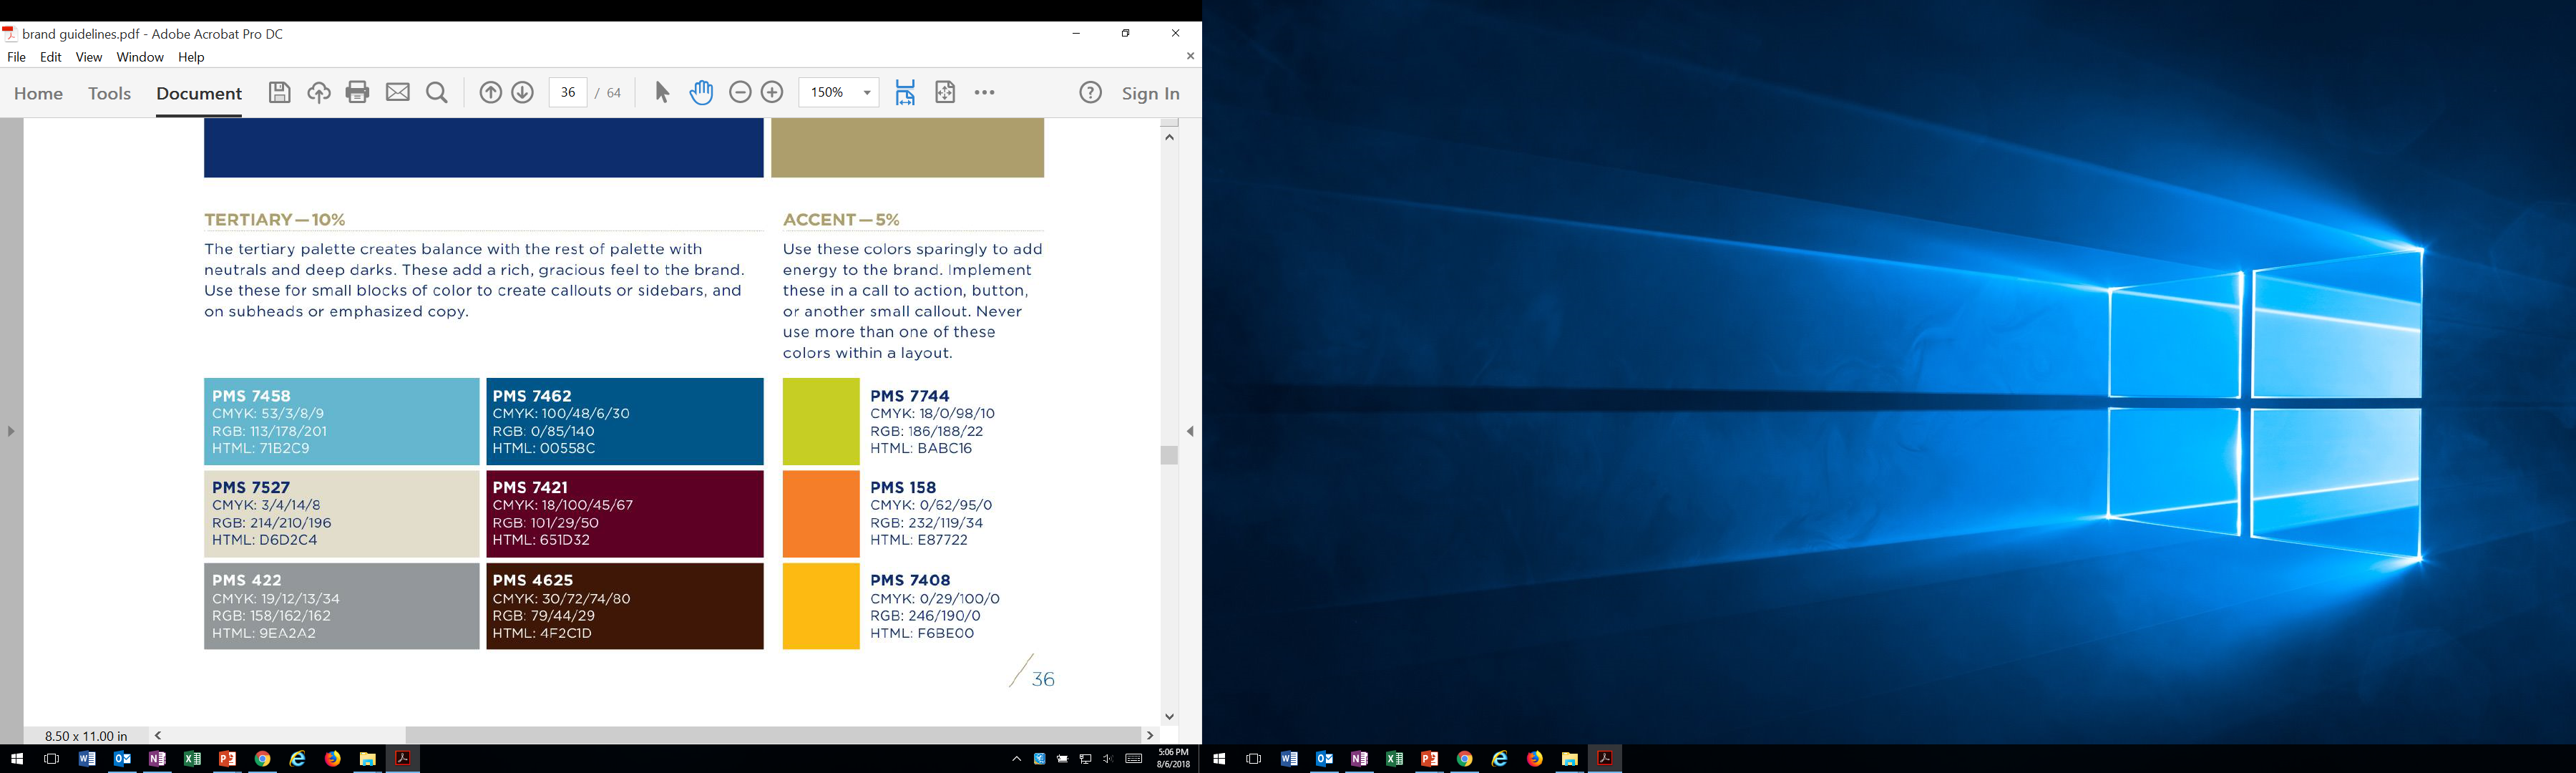 brand guidelines.pdf - Adobe Acrobat Pro DC
File Edit View Window Help
Home Tools Document 36 / 64 150% Sign In
TERTIARY—10%
The tertiary palette creates balance with the rest of palette with
neutrals and deep darks. These add a rich, gracious feel to the brand.
Use these for small blocks of color to create callouts or sidebars, and
on subheads or emphasized copy.
ACCENT—5%
Use these colors sparingly to add
energy to the brand. Implement
these in a call to action, button,
or another small callout. Never
use more than one of these
colors within a layout.
PMS 7458
CMYK: 53/3/8/9
RGB: 113/178/201
HTML: 71B2C9
PMS 7462
CMYK: 100/48/6/30
RGB: 0/85/140
HTML: 00558C
PMS 7744
CMYK: 18/0/98/10
RGB: 186/188/22
HTML: BABC16
PMS 7527
CMYK: 3/4/14/8
RGB: 214/210/196
HTML: D6D2C4
PMS 7421
CMYK: 18/100/45/67
RGB: 101/29/50
HTML: 651D32
PMS 158
CMYK: 0/62/95/0
RGB: 232/119/34
HTML: E87722
PMS 422
CMYK: 19/12/13/34
RGB: 158/162/162
HTML: 9EA2A2
PMS 4625
CMYK: 30/72/74/80
RGB: 79/44/29
HTML: 4F2C1D
PMS 7408
CMYK: 0/29/100/0
RGB: 246/190/0
HTML: F6BE00
36
8.50 x 11.00 in
5:06 PM
8/6/2018